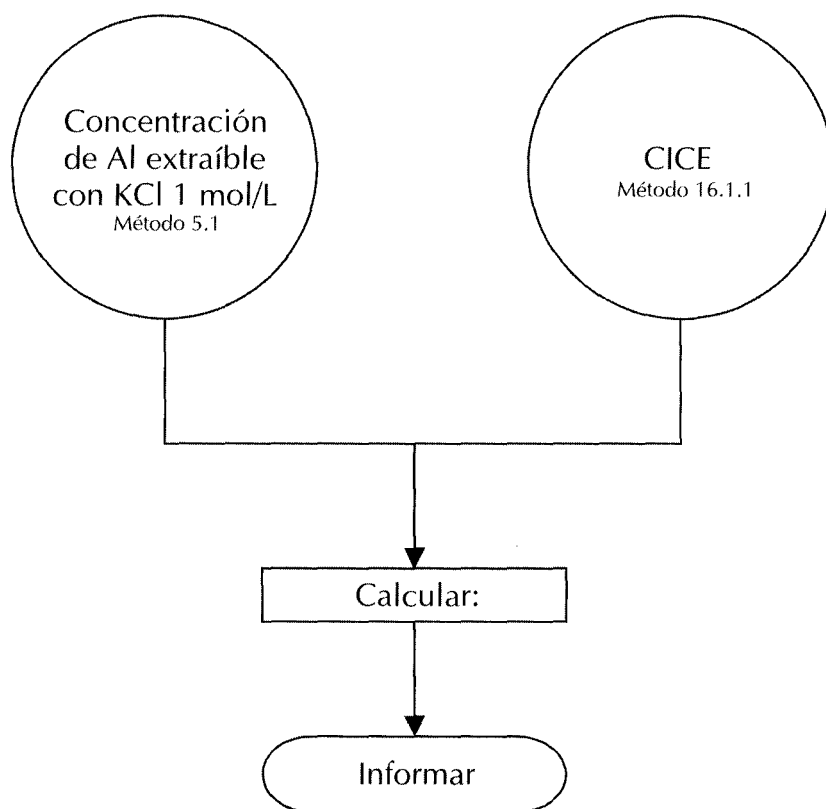 Concentración
de Al extraíble
con KCl 1 mol/L
Método 5.1
CICE
Método 16.1.1
Calcular:
Informar